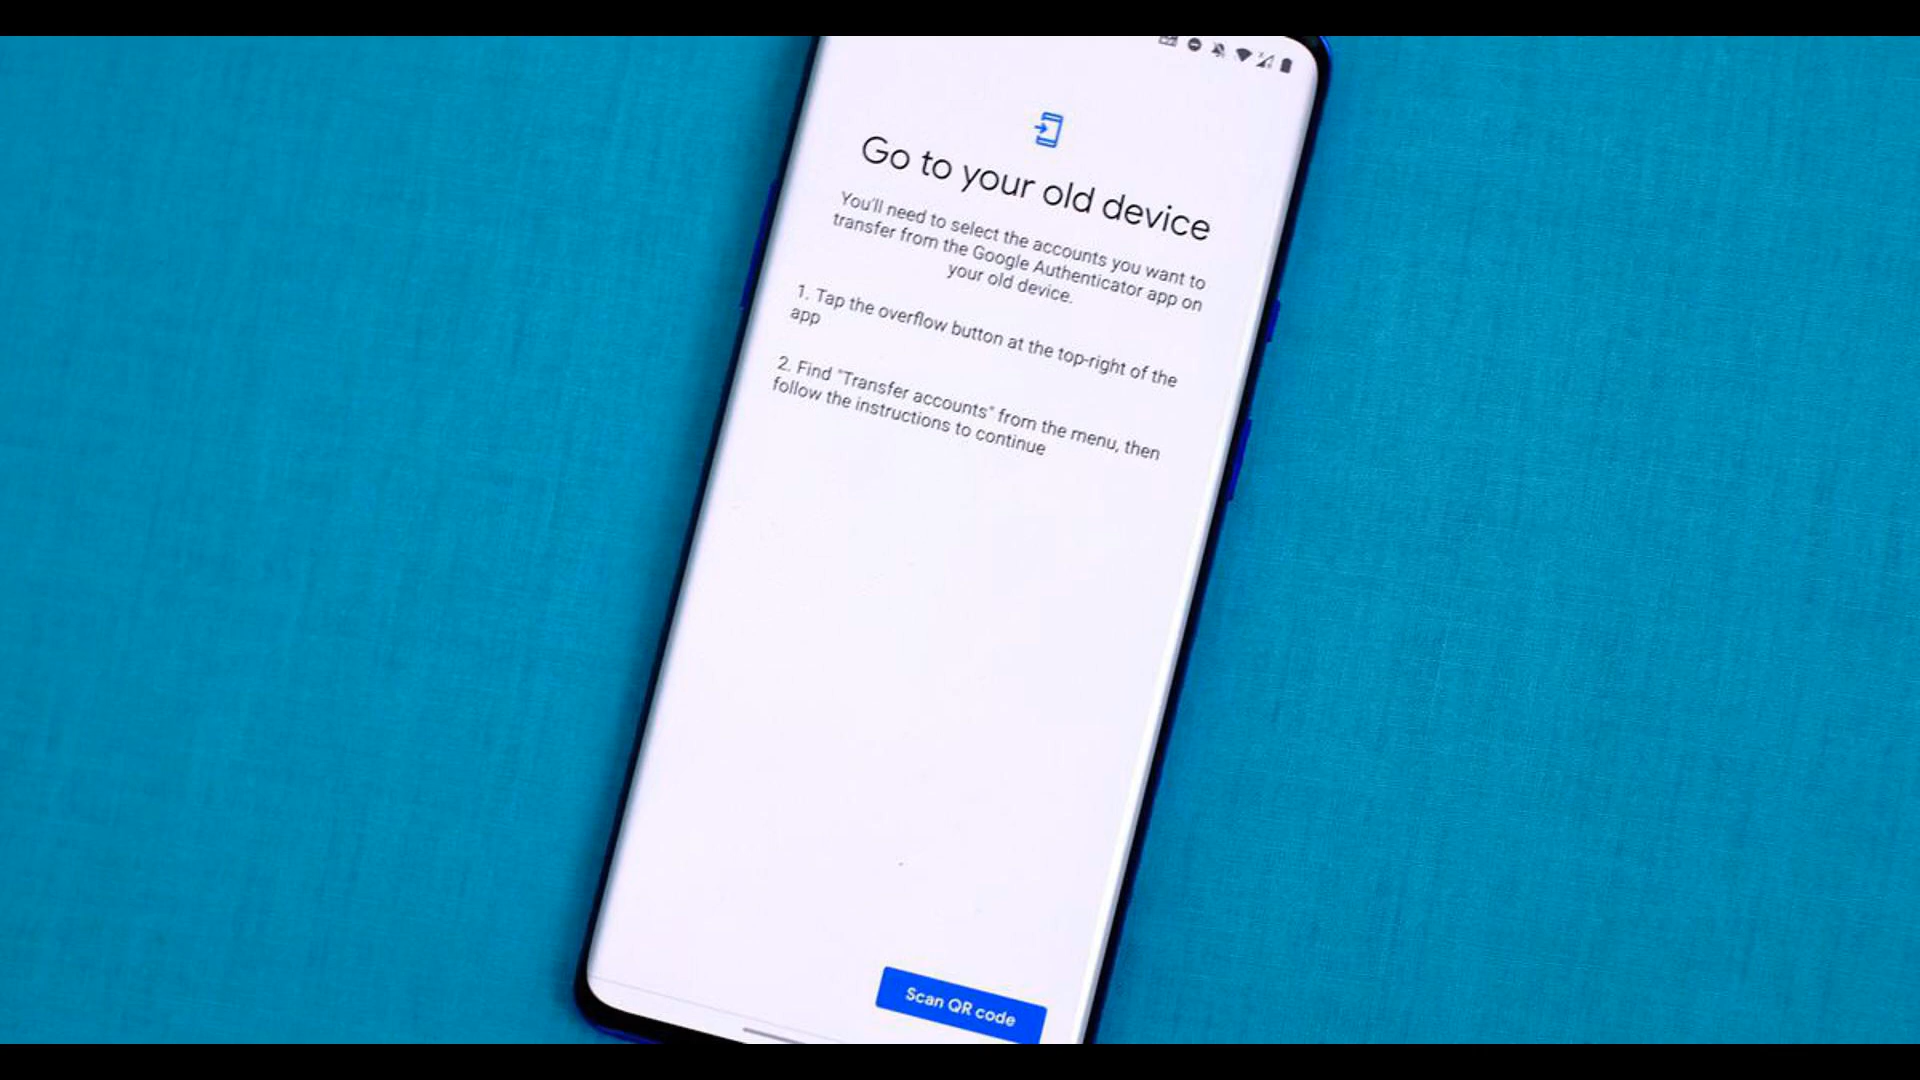 Go to your old device
You'll need to select the accounts you want to
transfer from the Google Authenticator app on
your old device.
1. Tap the overflow button at the top-right of the
app
2. Find "Transfer accounts" from the menu, then
follow the instructions to continue
Scan QR code